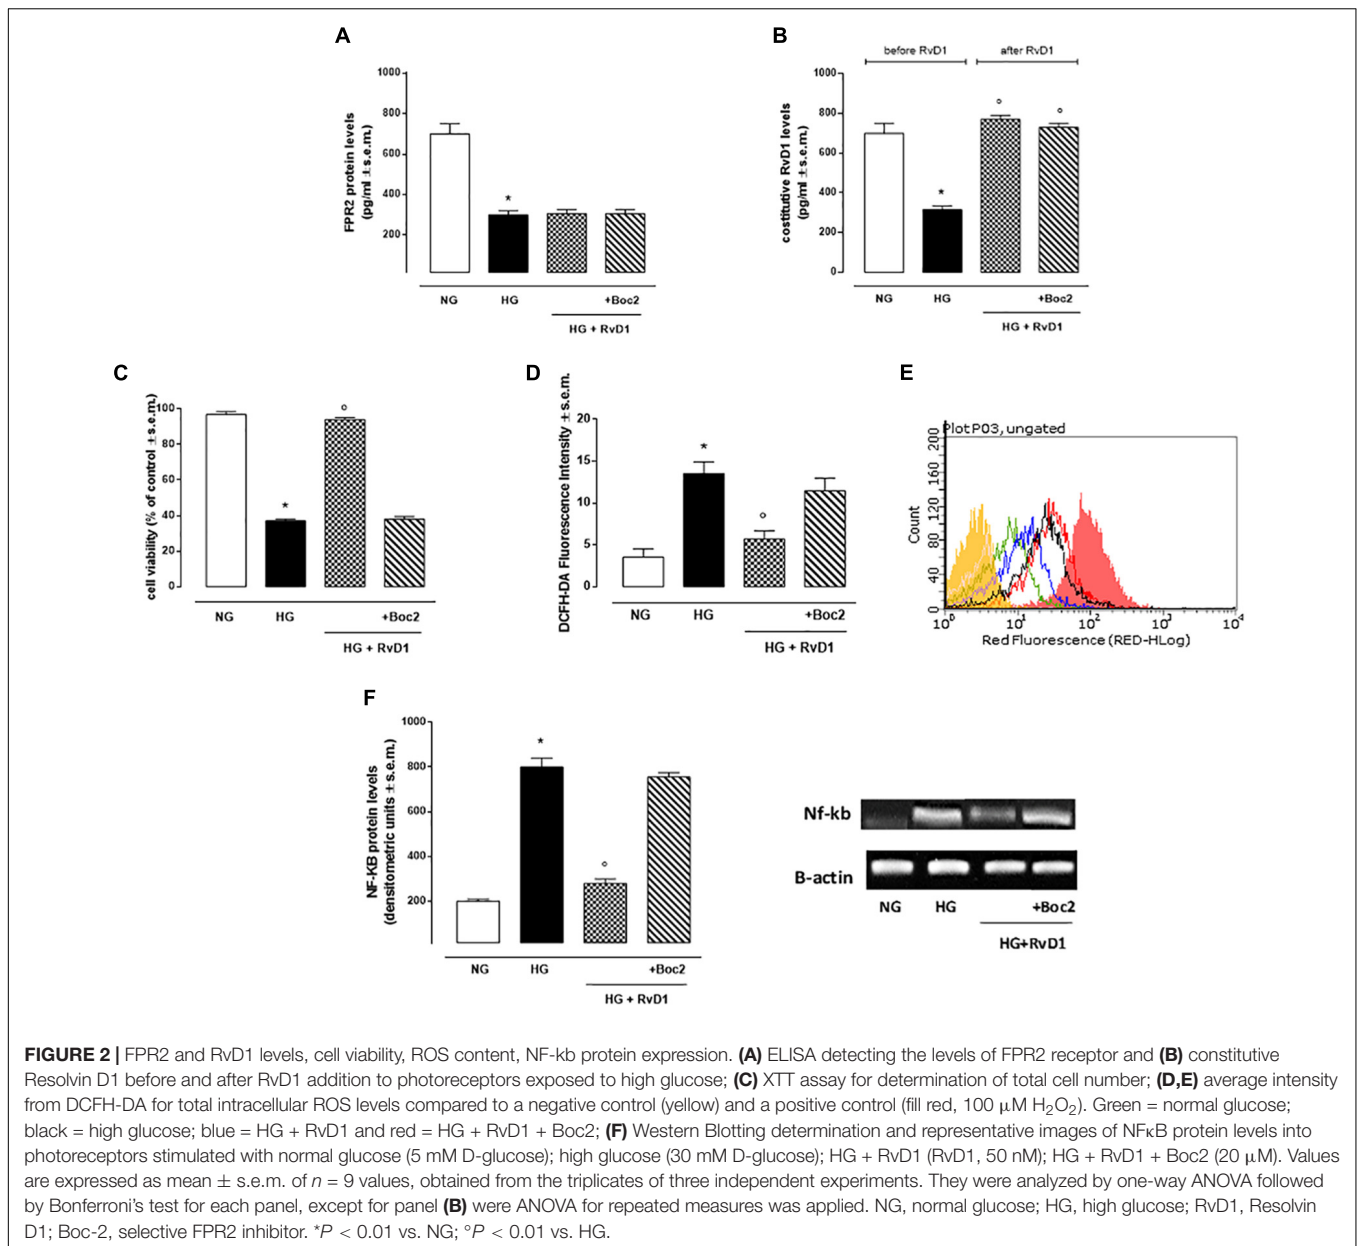 A
FPR2 protein levels
(pg/ml ± s.e.m.)
1000
800
600
400
200
*
NG
HG
+Boc2
HG + RvD1
B
before RvD1
after RvD1
costitutive RvD1 levels
(pg/ml ± s.e.m.)
1000
800
600
400
200
0
*
°
°
NG
HG
+Boc2
HG + RvD1
C
cell viability (% of control ± s.e.m.)
100
80
60
40
20
0
*
°
NG
HG
+Boc2
HG + RvD1
D
DCFH-DA Fluorescence Intensity ± s.e.m.
20
15
10
5
0
*
°
NG
HG
+Boc2
HG + RvD1
E
Plot P03, ungated
Count
200
160
120
80
40
0
10⁰
10¹
10²
10³
10⁴
Red Fluorescence (RED-HLog)
F
NF-KB protein levels
(densitometric units ± s.e.m.)
1000
800
600
400
200
*
°
NG
HG
+Boc2
HG + RvD1
Nf-kb
B-actin
NG
HG
+Boc2
HG+RvD1
FIGURE 2 | FPR2 and RvD1 levels, cell viability, ROS content, NF-kb protein expression. (A) ELISA detecting the levels of FPR2 receptor and (B) constitutive
Resolvin D1 before and after RvD1 addition to photoreceptors exposed to high glucose; (C) XTT assay for determination of total cell number; (D,E) average intensity
from DCFH-DA for total intracellular ROS levels compared to a negative control (yellow) and a positive control (fill red, 100 μM H₂O₂). Green = normal glucose;
black = high glucose; blue = HG + RvD1 and red = HG + RvD1 + Boc2; (F) Western Blotting determination and representative images of NFκB protein levels into
photoreceptors stimulated with normal glucose (5 mM D-glucose); high glucose (30 mM D-glucose); HG + RvD1 (RvD1, 50 nM); HG + RvD1 + Boc2 (20 μM). Values
are expressed as mean ± s.e.m. of n = 9 values, obtained from the triplicates of three independent experiments. They were analyzed by one-way ANOVA followed
by Bonferroni's test for each panel, except for panel (B) were ANOVA for repeated measures was applied. NG, normal glucose; HG, high glucose; RvD1, Resolvin
D1; Boc-2, selective FPR2 inhibitor. *P < 0.01 vs. NG; °P < 0.01 vs. HG.